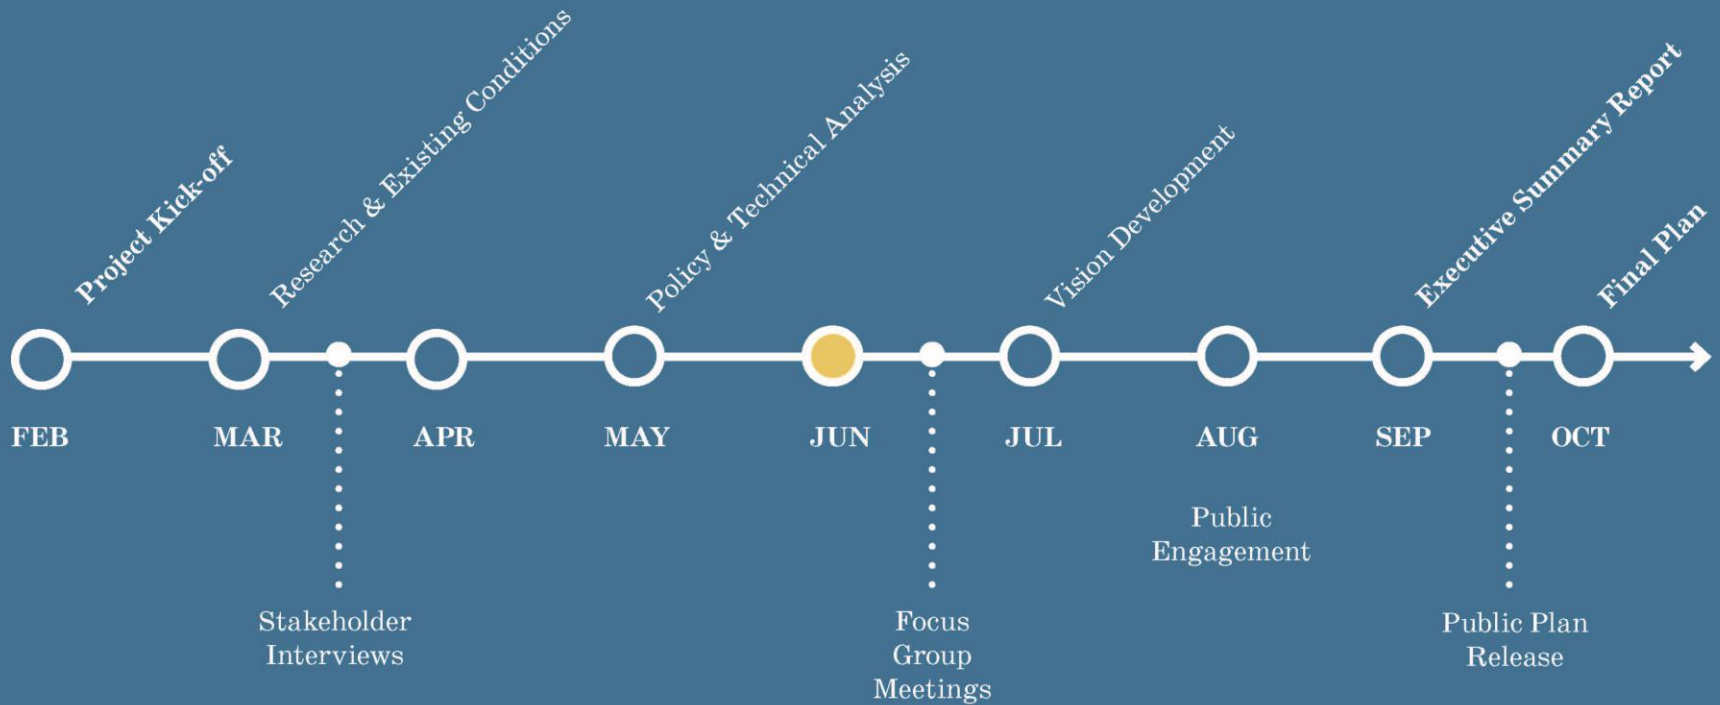 Project Kick-off
Research & Existing Conditions
Policy & Technical Analysis
Vision Development
Executive Summary Report
Final Plan
FEB
MAR
APR
MAY
JUN
JUL
AUG
SEP
OCT
Stakeholder
Interviews
Focus
Group
Meetings
Public
Engagement
Public Plan
Release